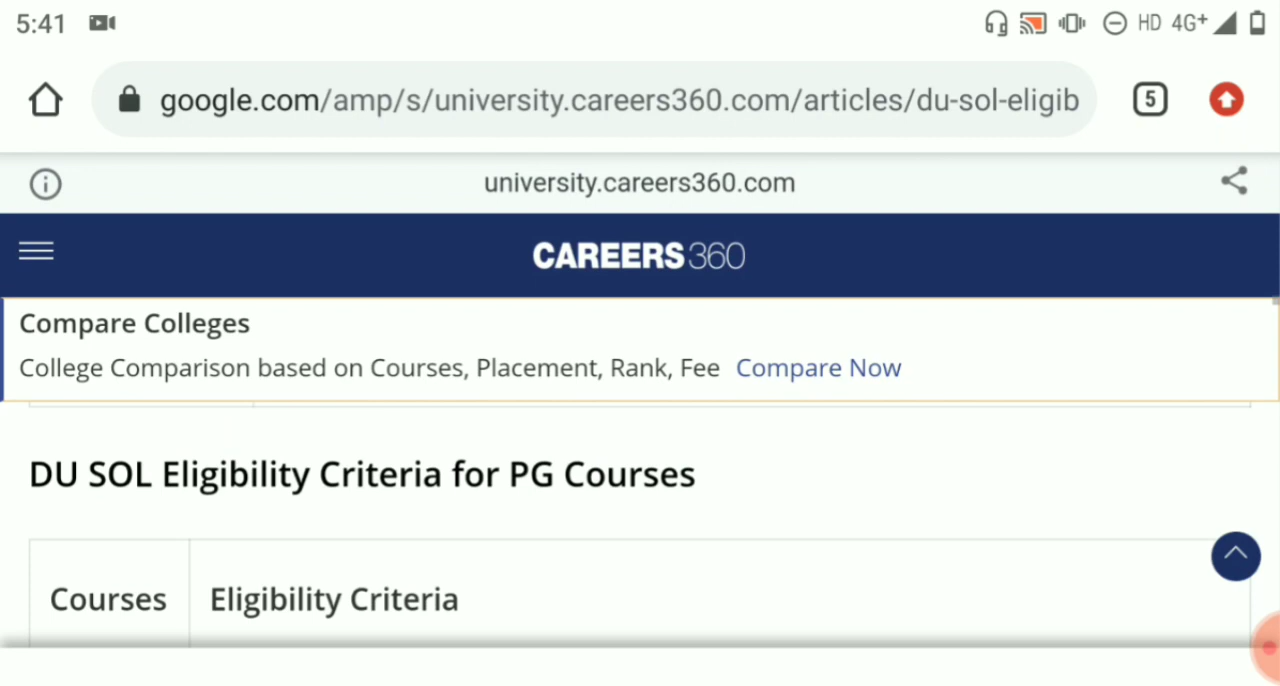 5:41
HD 4G+
google.com/amp/s/university.careers360.com/articles/du-sol-eligib
5
university.careers360.com
CAREERS360
Compare Colleges
College Comparison based on Courses, Placement, Rank, Fee Compare Now
DU SOL Eligibility Criteria for PG Courses
Courses Eligibility Criteria